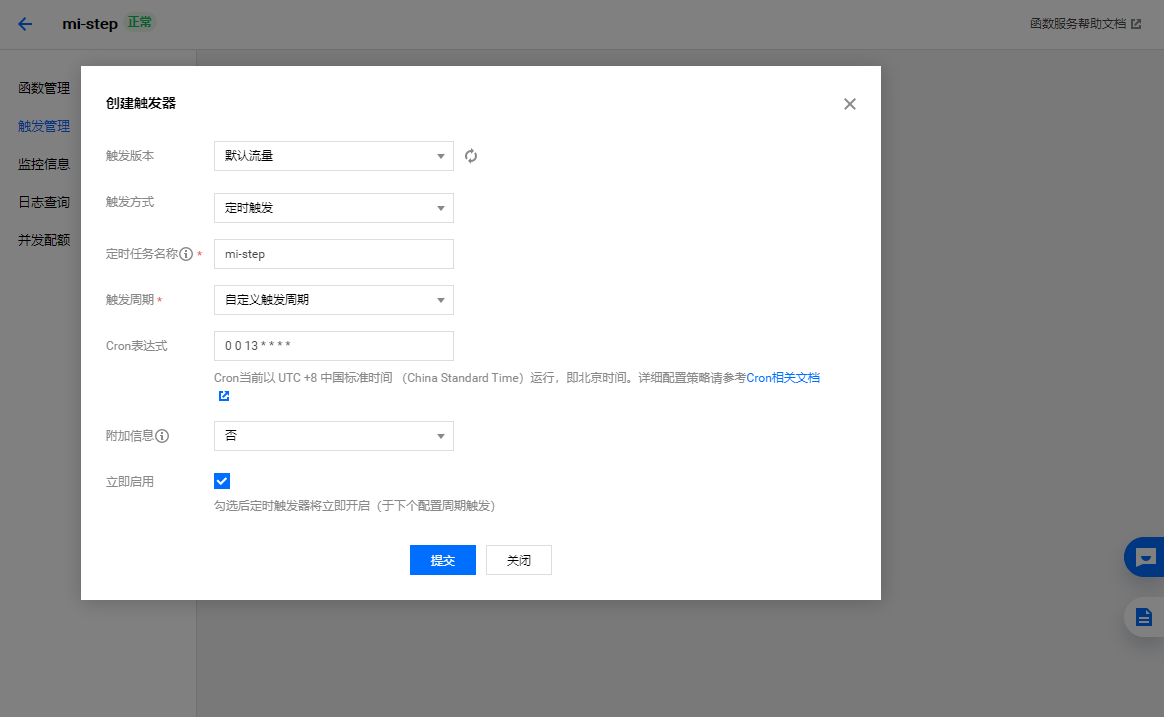 mi-step 正常
函数服务帮助文档
函数管理
触发管理
监控信息
日志查询
并发配额
创建触发器
触发版本 默认流量
触发方式 定时触发
定时任务名称 * mi-step
触发周期 * 自定义触发周期
Cron表达式 0 0 13 * * * *
Cron当前以 UTC +8 中国标准时间 （China Standard Time）运行，即北京时间。详细配置策略请参考Cron相关文档
附加信息 否
立即启用
勾选后定时触发器将立即开启（于下个配置周期触发）
提交 关闭